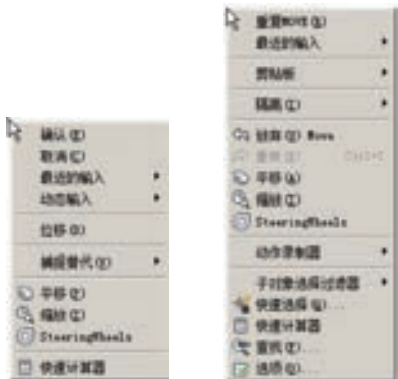 确认(E)
取消(C)
最近的输入
动态输入
位移(D)
捕捉替代(V)
平移(P)
缩放(Z)
SteeringWheels
快速计算器
重复MOVE(R)
最近的输入
剪贴板
隔离(I)
放弃(U) Move
重做(R) Ctrl+Y
平移(A)
缩放(Z)
SteeringWheels
动作录制器
子对象选择过滤器
快速选择(Q)...
快速计算器
查找(F)...
选项(O)...